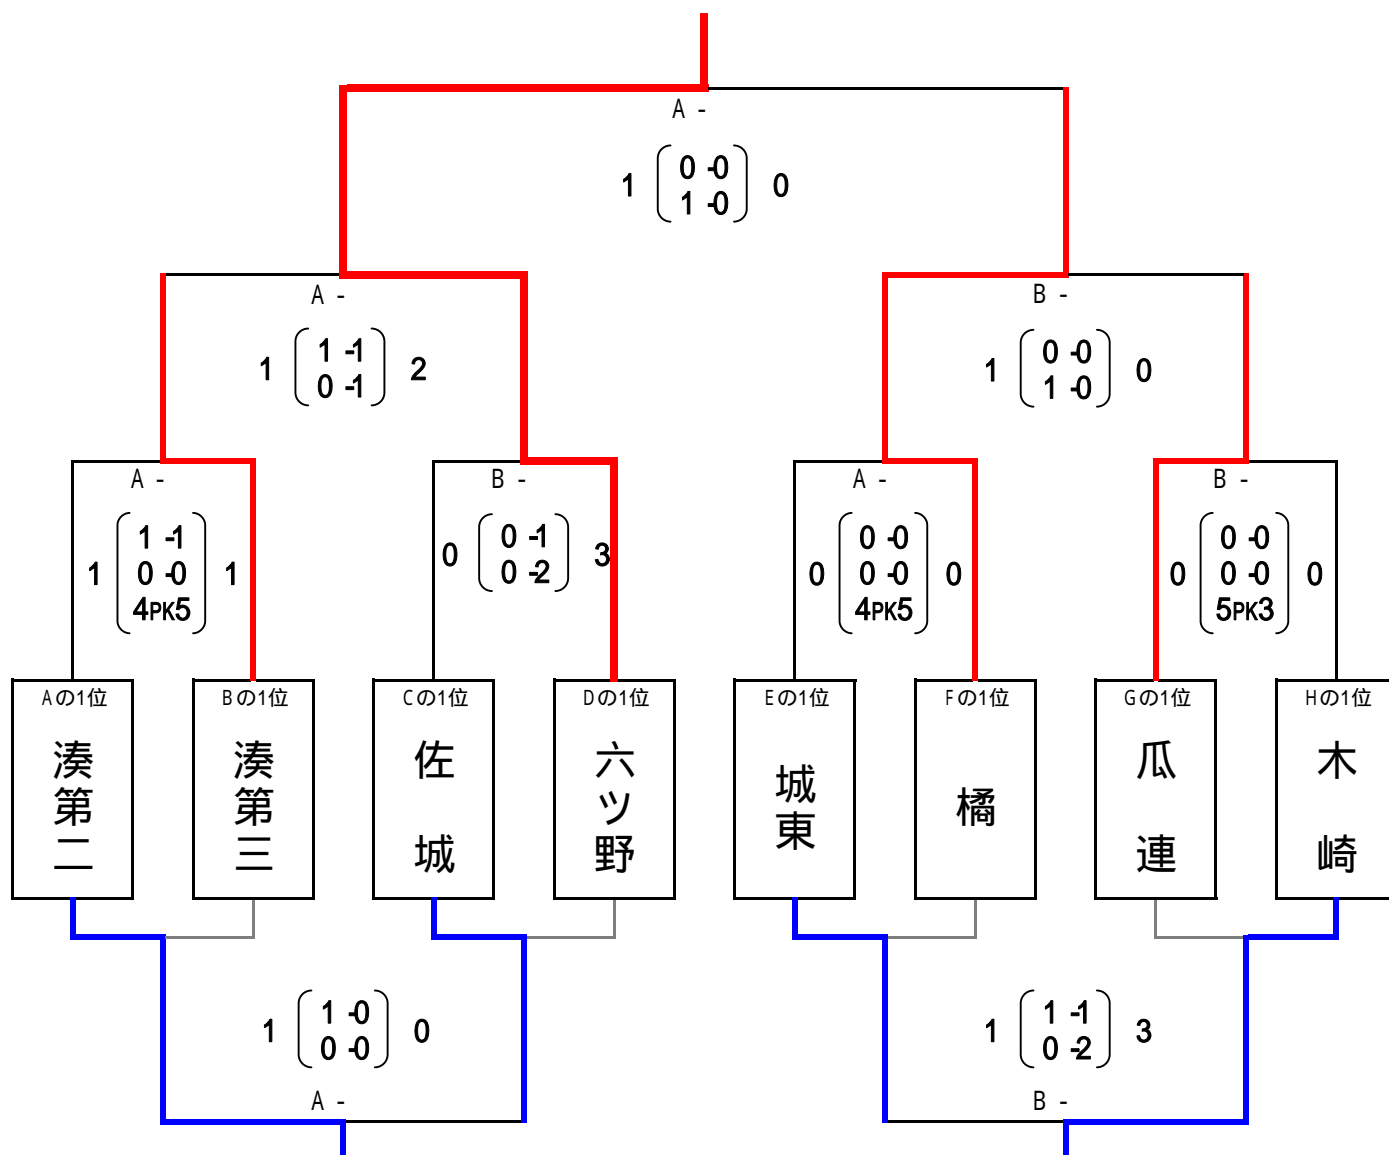 A -
0 -0
1 0
1 -0
A -
B -
1 -1
1 2
0 -1
0 -0
1 0
1 -0
A -
B -
A -
B -
1 -1
1 0 -0 1
4PK5
0 -1
0 3
0 -2
0 -0
0 0 -0 0
4PK5
0 -0
0 0 -0 0
5PK3
Aの1位
湊第二
Bの1位
湊第三
Cの1位
佐城
Dの1位
六ツ野
Eの1位
城東
Fの1位
橘
Gの1位
瓜連
Hの1位
木崎
1 -0
1 0
0 -0
A -
1 -1
1 3
0 -2
B -